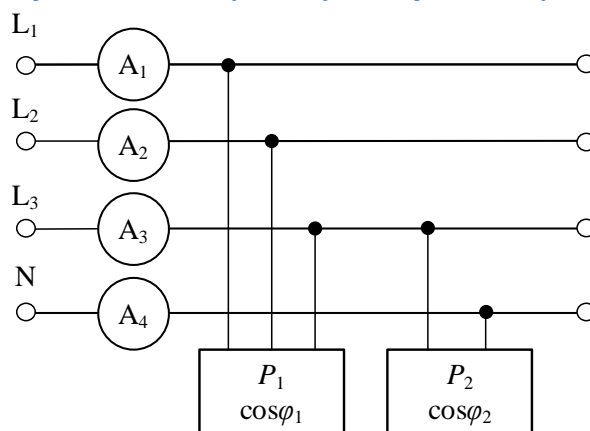 L₁
A₁
L₂
A₂
L₃
A₃
N
A₄
P₁
cosφ₁
P₂
cosφ₂